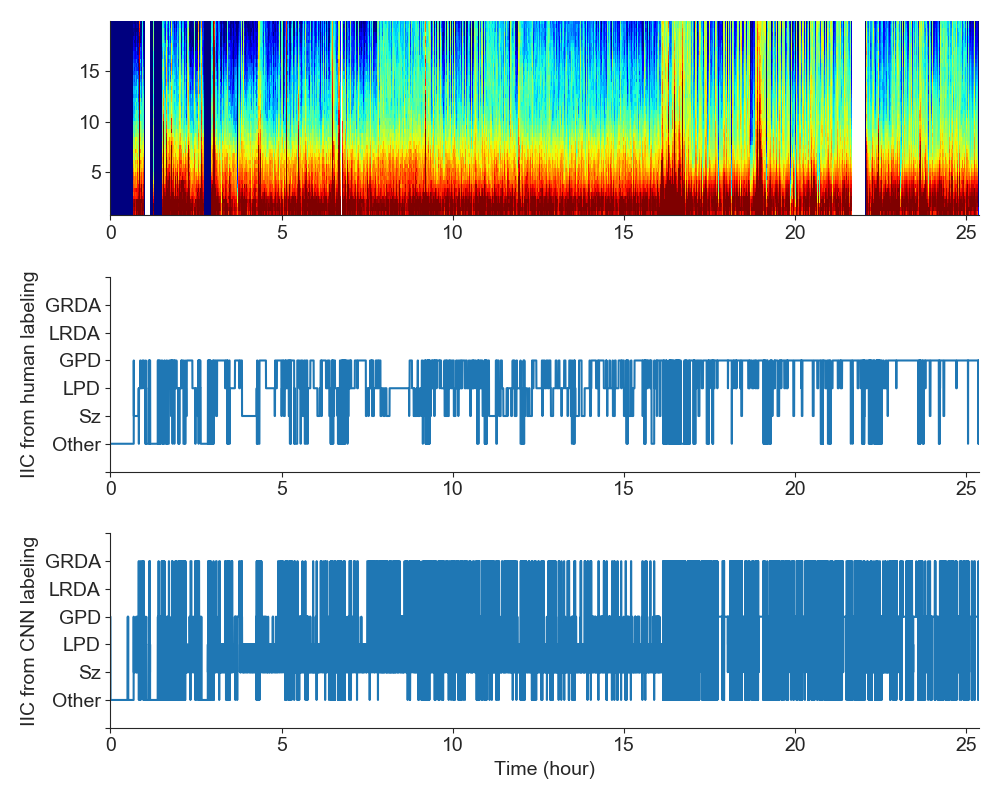 15
10
5
0 5 10 15 20 25
IIC from human labeling
GRDA
LRDA
GPD
LPD
Sz
Other
0 5 10 15 20 25
IIC from CNN labeling
GRDA
LRDA
GPD
LPD
Sz
Other
0 5 10 15 20 25
Time (hour)